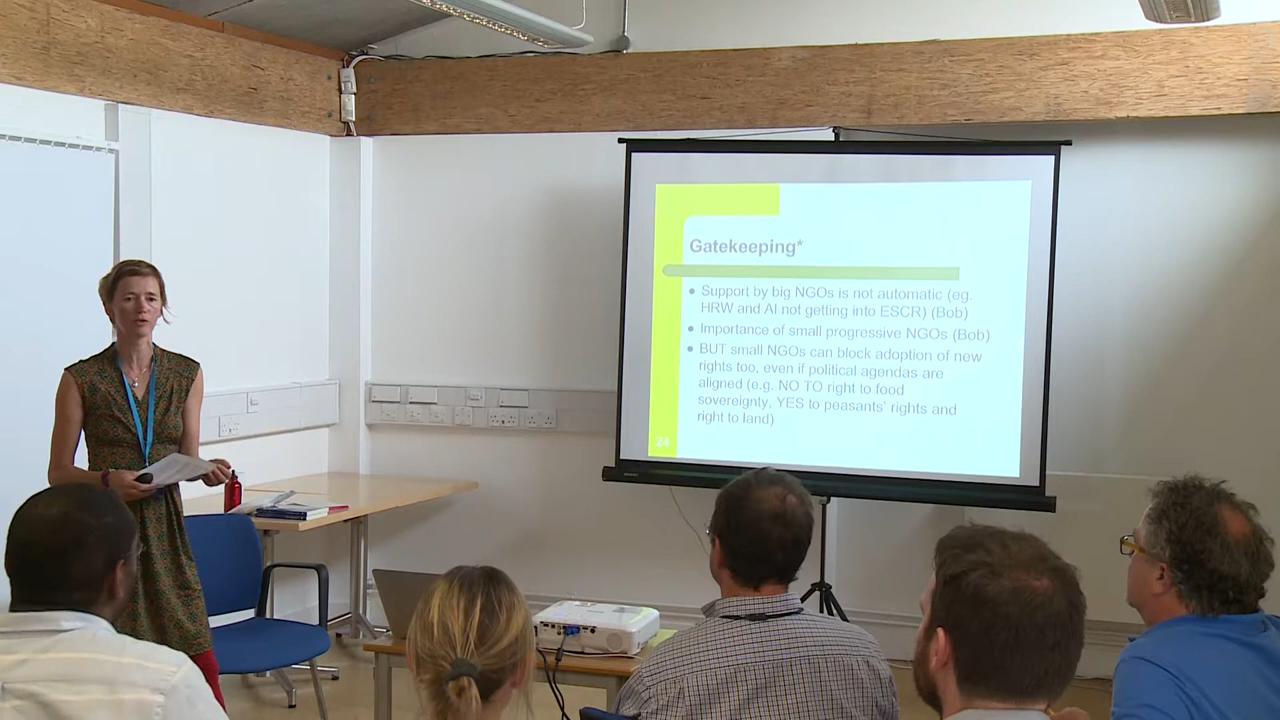 Gatekeeping*
Support by big NGOs is not automatic (eg.
HRW and AI not getting into ESCR) (Bob)
Importance of small progressive NGOs (Bob)
BUT small NGOs can block adoption of new
rights too, even if political agendas are
aligned (e.g. NO TO right to food
sovereignty, YES to peasants' rights and
right to land)
24